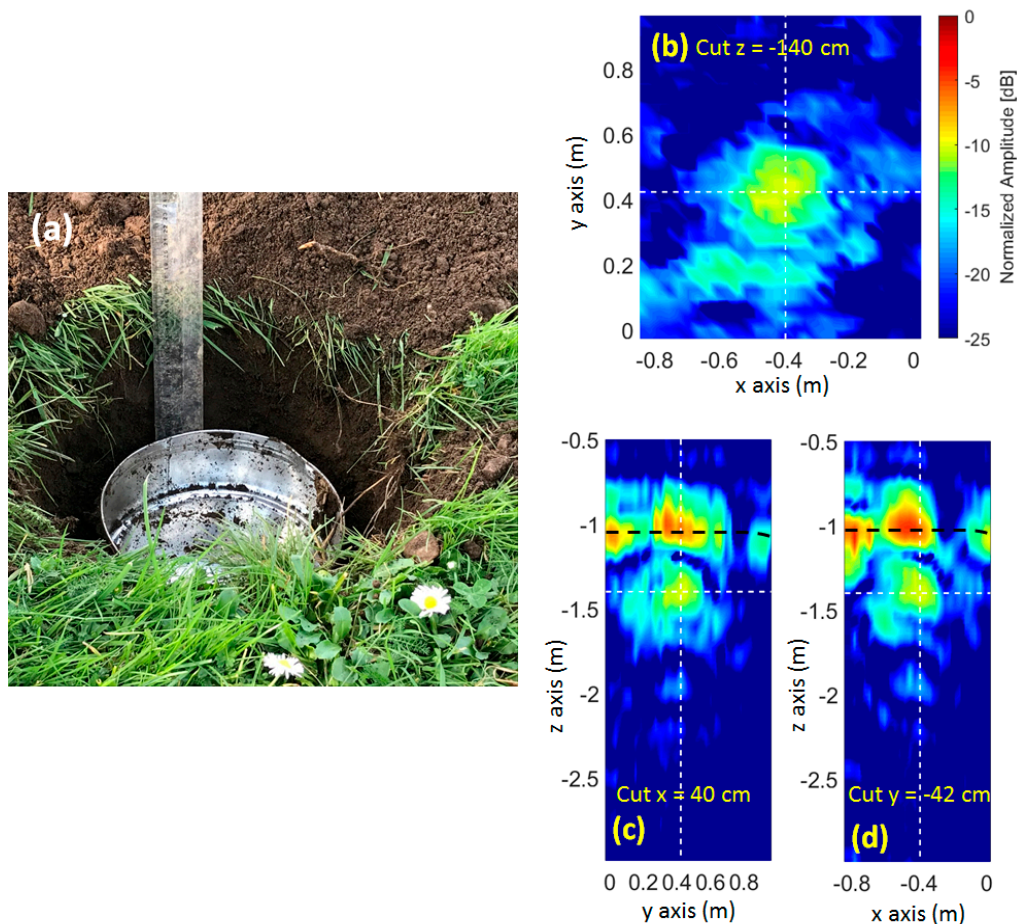 (a)
(b) Cut z = -140 cm
y axis (m)
0.8
0.6
0.4
0.2
0
-0.8 -0.6 -0.4 -0.2 0
x axis (m)
0
-5
-10
-15
-20
-25
Normalized Amplitude [dB]
z axis (m)
-0.5
-1
-1.5
-2
-2.5
Cut x = 40 cm
(c)
0 0.2 0.4 0.6 0.8
y axis (m)
z axis (m)
-0.5
-1
-1.5
-2
-2.5
Cut y = -42 cm
(d)
-0.8 -0.4 0
x axis (m)